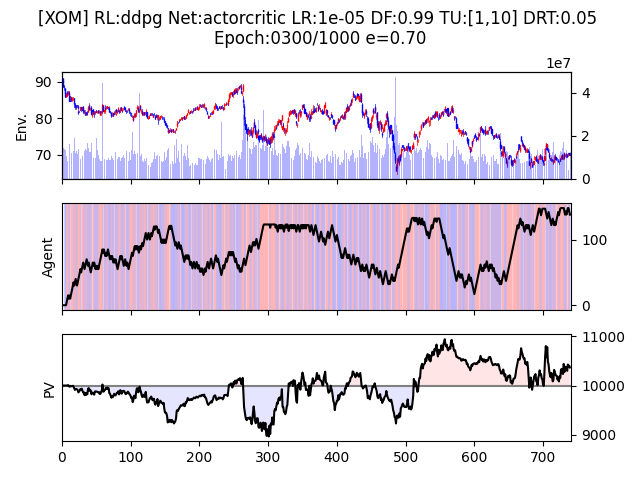 [XOM] RL:ddpg Net:actorcritic LR:1e-05 DF:0.99 TU:[1,10] DRT:0.05
Epoch:0300/1000 e=0.70
1e7
90
80
70
Env.
4
2
0
Agent
100
0
PV
11000
10000
9000
0 100 200 300 400 500 600 700